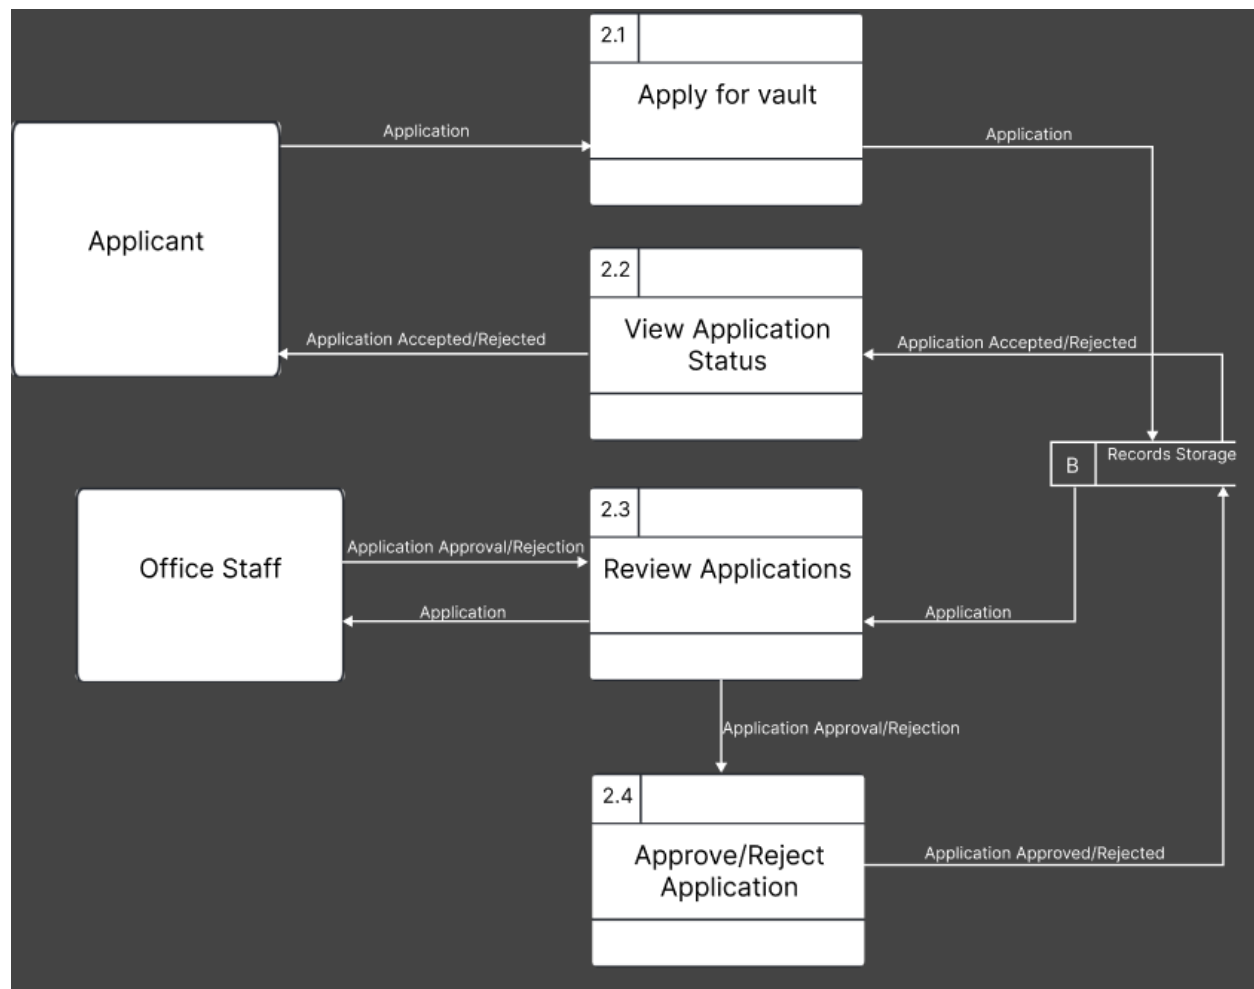 2.1
Apply for vault
Application
Application
Applicant
2.2
View Application
Status
Application Accepted/Rejected
Application Accepted/Rejected
B
Records Storage
2.3
Review Applications
Office Staff
Application Approval/Rejection
Application
Application
Application Approval/Rejection
2.4
Approve/Reject
Application
Application Approved/Rejected